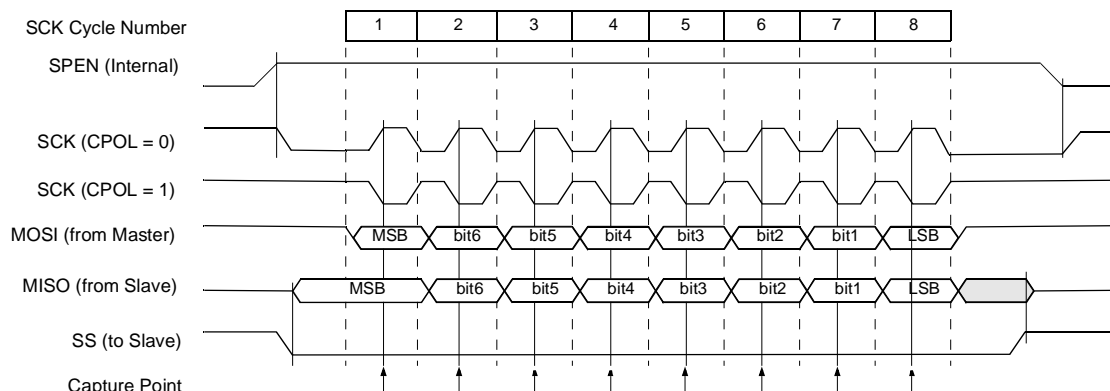 SCK Cycle Number 1 2 3 4 5 6 7 8
SPEN (Internal)
SCK (CPOL = 0)
SCK (CPOL = 1)
MOSI (from Master) MSB bit6 bit5 bit4 bit3 bit2 bit1 LSB
MISO (from Slave) MSB bit6 bit5 bit4 bit3 bit2 bit1 LSB
SS (to Slave)
Capture Point